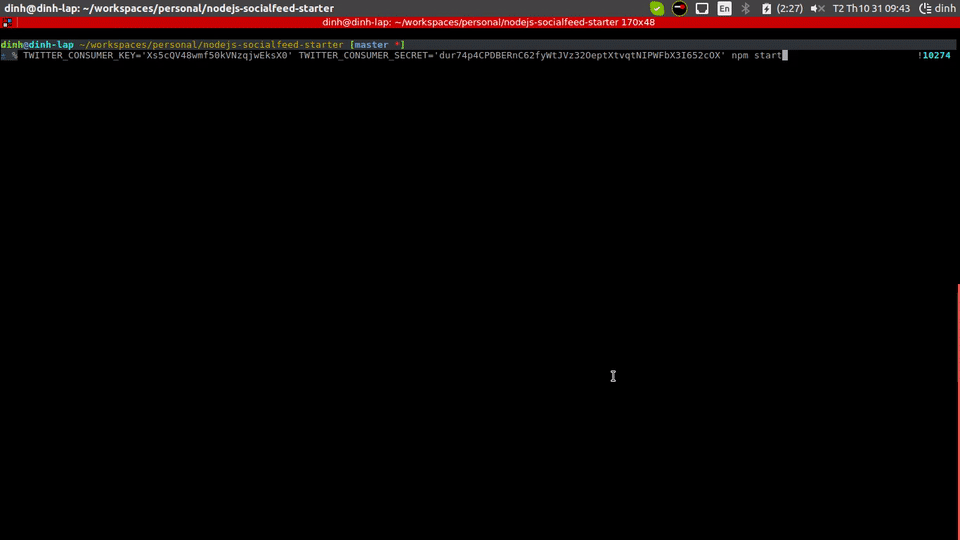 dinh@dinh-lap: ~/workspaces/personal/nodejs-socialfeed-starter
En
(2:27)
T2 Th10 31 09:43
dinh
dinh@dinh-lap: ~/workspaces/personal/nodejs-socialfeed-starter 170x48
dinh@dinh-lap ~/workspaces/personal/nodejs-socialfeed-starter [master *]
% TWITTER_CONSUMER_KEY='Xs5cQV48wmf50kVNzqjwEksX0' TWITTER_CONSUMER_SECRET='dur74p4CPDBERnC62fyWtJVz32OeptXtvqtNIPWFbX3I652cOX' npm start
!10274